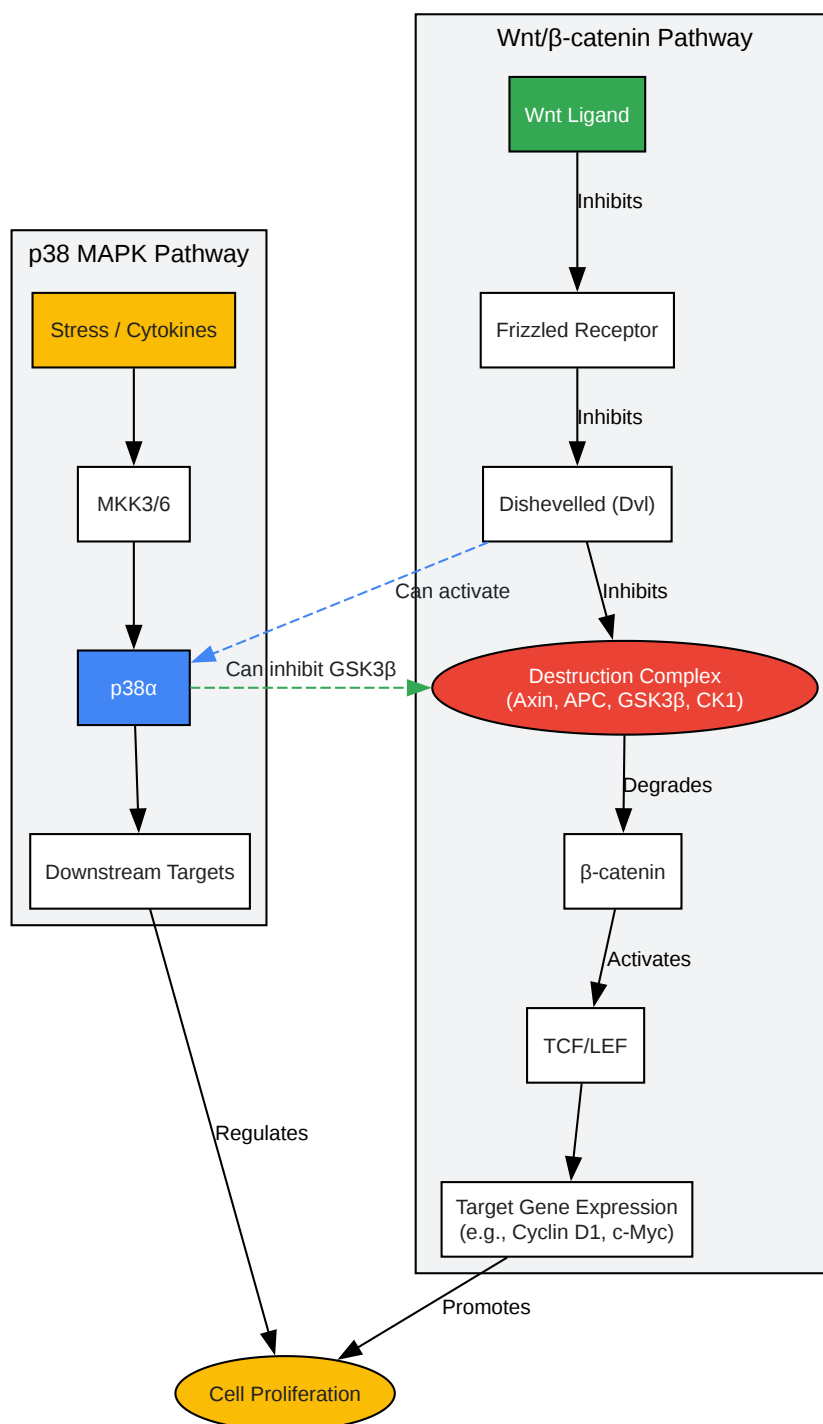 Wnt/β-catenin Pathway
Wnt Ligand
Inhibits
p38 MAPK Pathway
Stress / Cytokines
Frizzled Receptor
Inhibits
MKK3/6
Dishevelled (Dvl)
Can activate
Inhibits
p38α
Can inhibit GSK3β
Destruction Complex
(Axin, APC, GSK3β, CK1)
Degrades
Downstream Targets
β-catenin
Activates
TCF/LEF
Regulates
Target Gene Expression
(e.g., Cyclin D1, c-Myc)
Promotes
Cell Proliferation